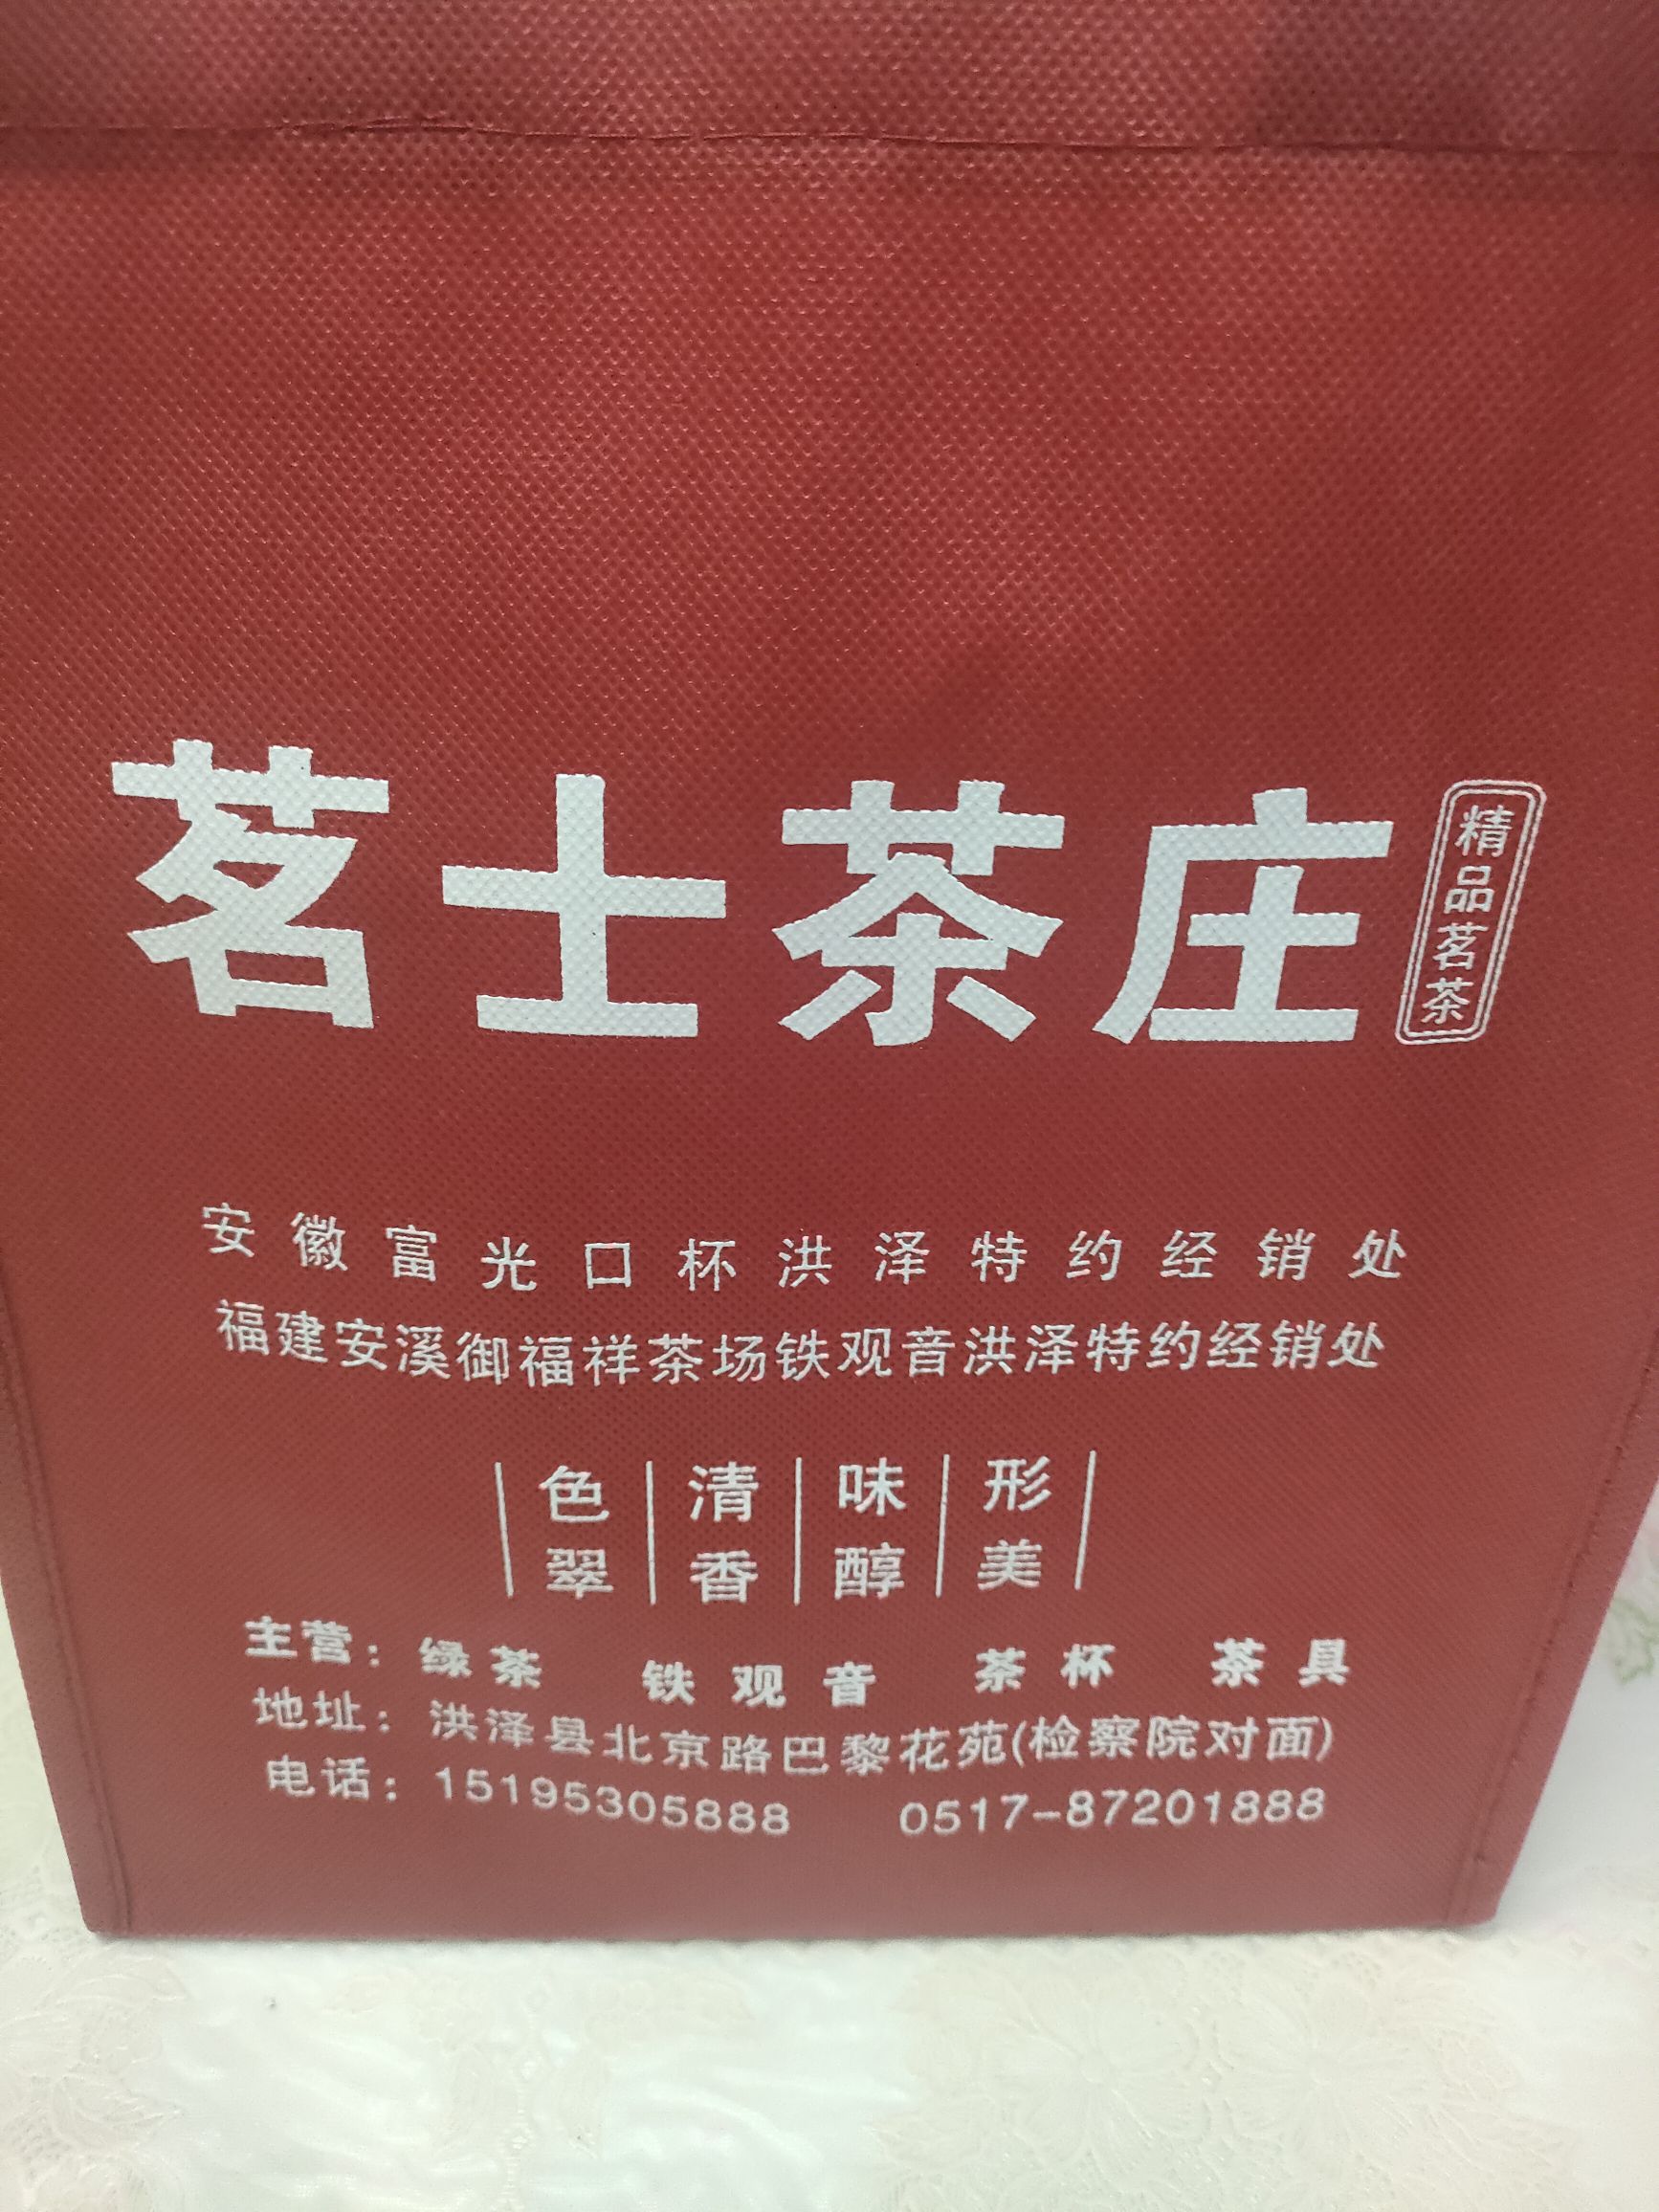 茗士茶庄
精品茗茶
安徽富光口杯洪泽特约经销处
福建安溪御福祥茶场铁观音洪泽特约经销处
色翠 清香 味醇 形美
主营：绿茶 铁观音 茶杯 茶具
地址：洪泽县北京路巴黎花苑(检察院对面)
电话：15195305888 0517-87201888